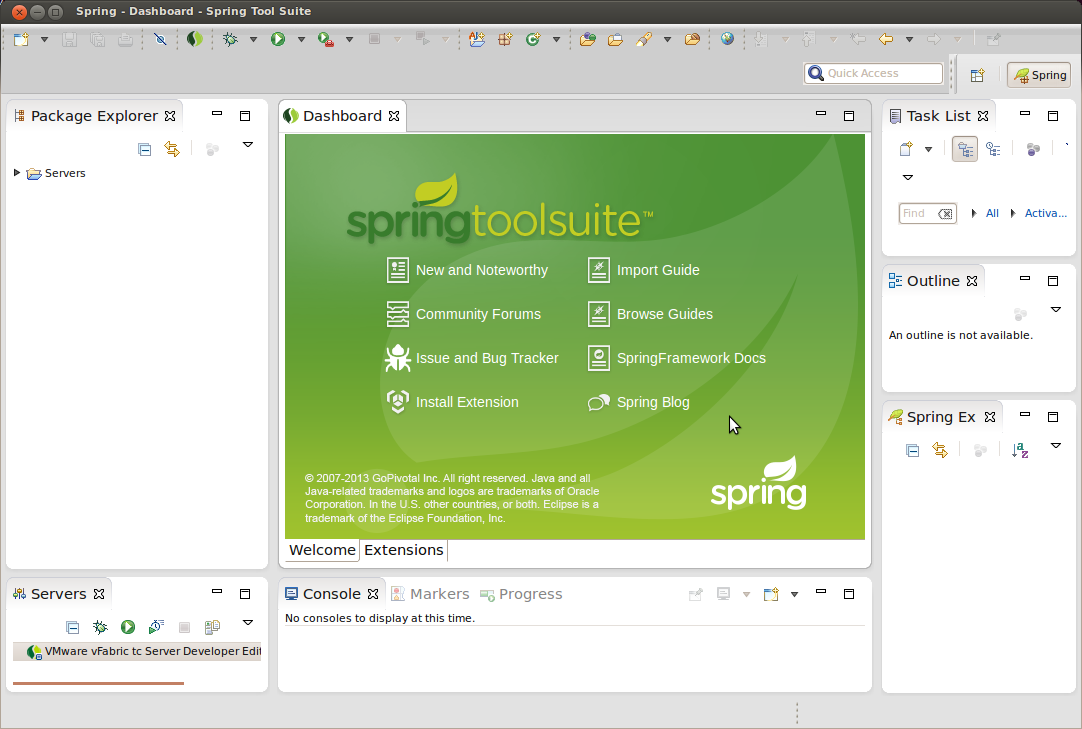 Spring - Dashboard - Spring Tool Suite
Quick Access
Spring
Package Explorer
Servers
Dashboard
springtoolsuite™
New and Noteworthy
Import Guide
Community Forums
Browse Guides
Issue and Bug Tracker
SpringFramework Docs
Install Extension
Spring Blog
© 2007-2013 GoPivotal Inc. All right reserved. Java and all
Java-related trademarks and logos are trademarks of Oracle
Corporation. In the U.S. other countries, or both. Eclipse is a
trademark of the Eclipse Foundation, Inc.
spring
Welcome
Extensions
Task List
Find
All
Activa...
Outline
An outline is not available.
Spring Ex
Servers
VMware vFabric tc Server Developer Edit
Console
Markers
Progress
No consoles to display at this time.